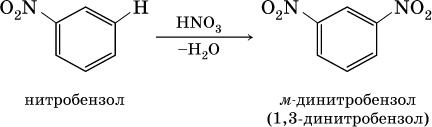 O₂N
H
HNO₃
−H₂O
O₂N
NO₂
нитробензол
м-динитробензол
(1,3-динитробензол)